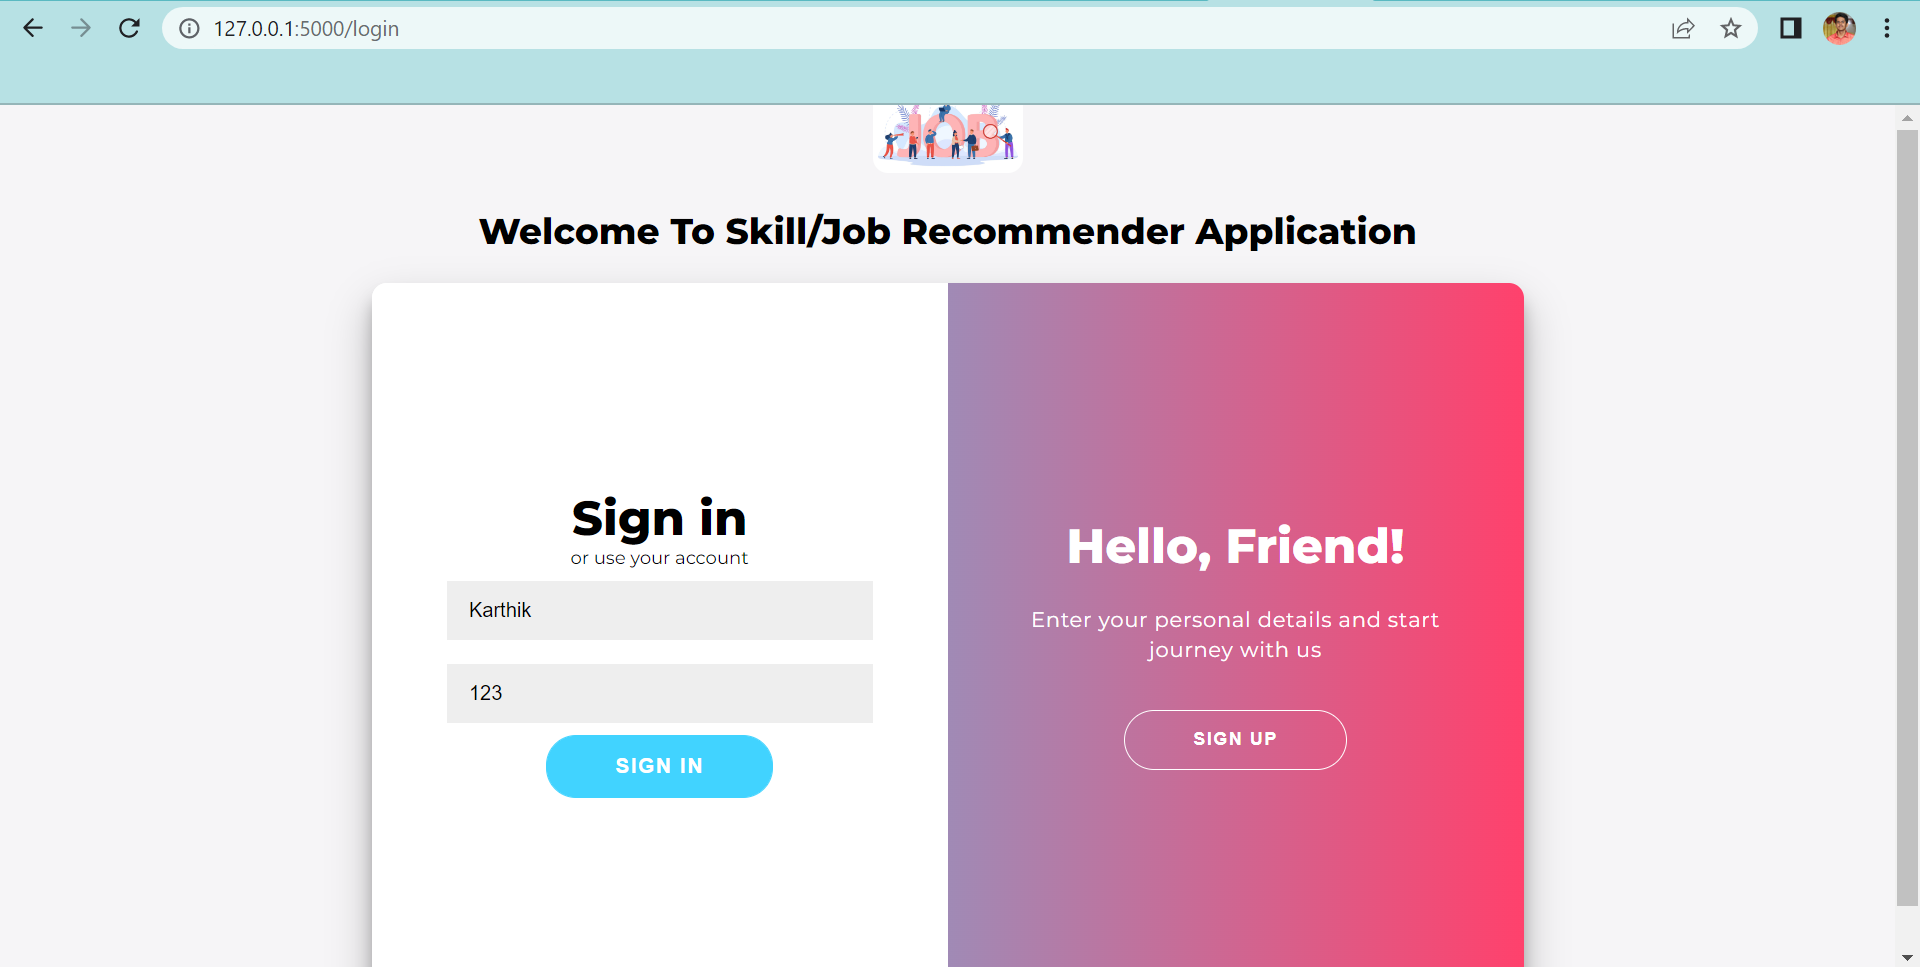 127.0.0.1:5000/login
JOB
Welcome To Skill/Job Recommender Application
Sign in
or use your account
Karthik
123
SIGN IN
Hello, Friend!
Enter your personal details and start
journey with us
SIGN UP